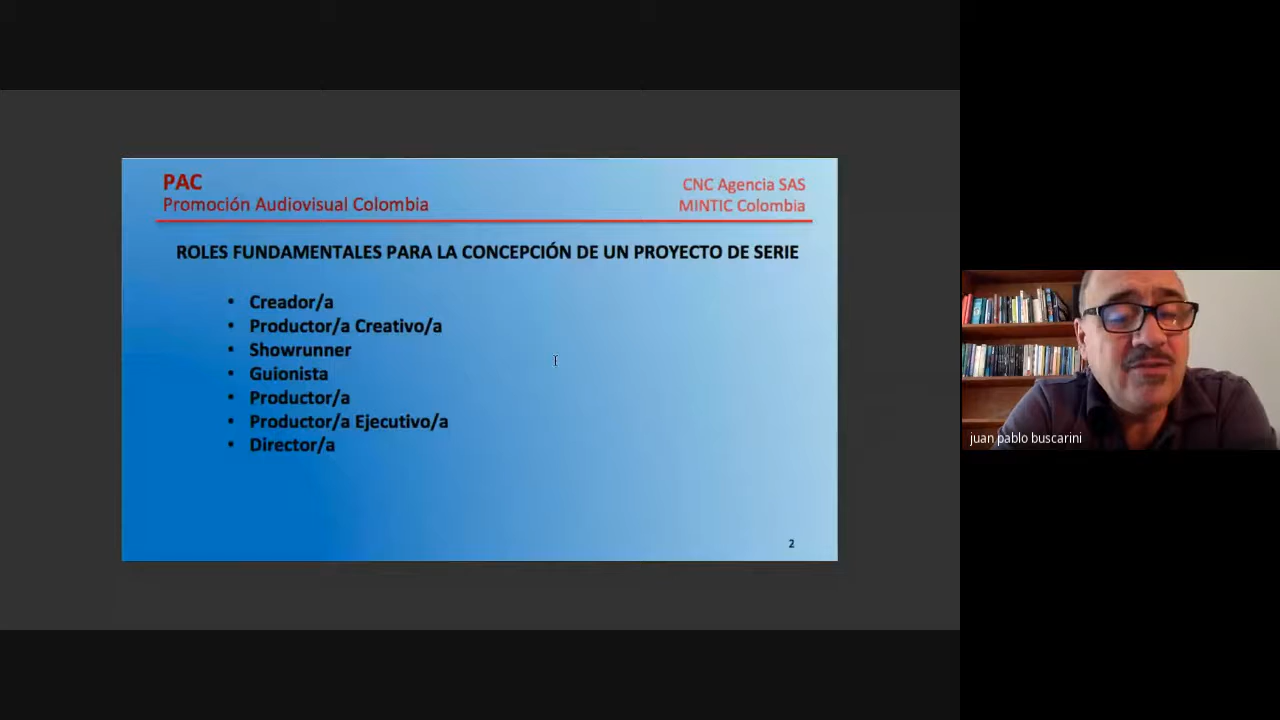 PAC
Promoción Audiovisual Colombia
CNC Agencia SAS
MINTIC Colombia
ROLES FUNDAMENTALES PARA LA CONCEPCIÓN DE UN PROYECTO DE SERIE
• Creador/a
• Productor/a Creativo/a
• Showrunner
• Guionista
• Productor/a
• Productor/a Ejecutivo/a
• Director/a
2
juan pablo buscarini